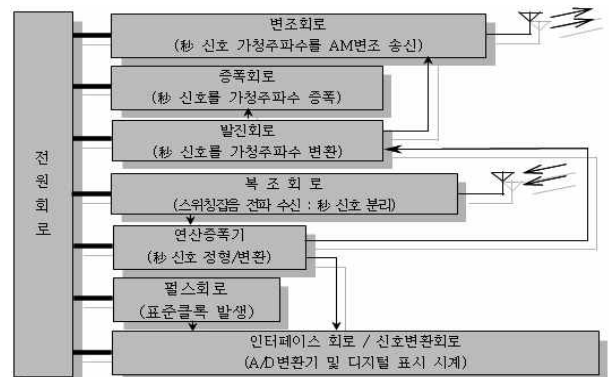 변조회로
(秒 신호 가청주파수를 AM변조 송신)
증폭회로
(秒 신호를 가청주파수 증폭)
발진회로
(秒 신호를 가청주파수 변환)
전원회로
복 조 회 로
(스위칭잡음 전파 수신 : 秒 신호 분리)
연산증폭기
(秒 신호 정형/변환)
펄스회로
(표준클록 발생)
인터페이스 회로 / 신호변환회로
(A/D변환기 및 디지털 표시 시계)